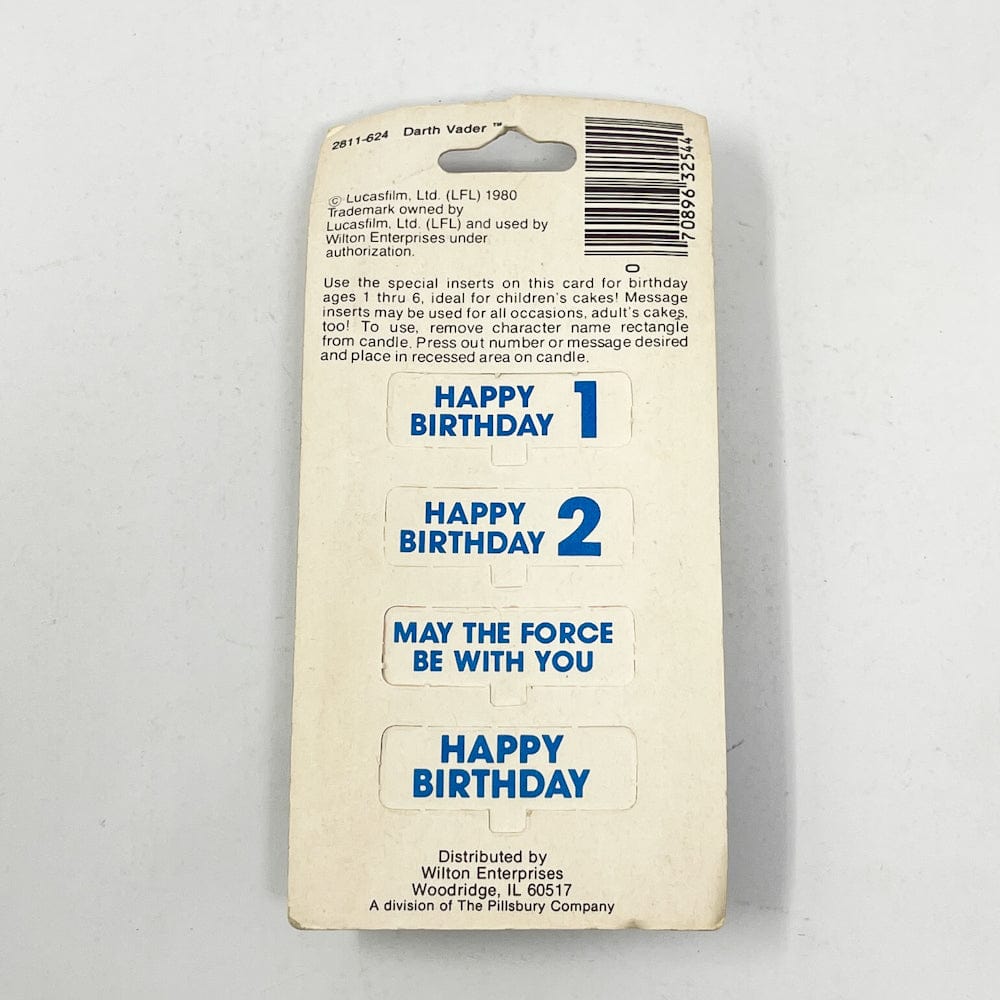 2811-624 Darth Vader ™
© Lucasfilm, Ltd. (LFL) 1980
Trademark owned by
Lucasfilm, Ltd. (LFL) and used by
Wilton Enterprises under
authorization.
0
70896 32544
Use the special inserts on this card for birthday
ages 1 thru 6, ideal for children's cakes! Message
inserts may be used for all occasions, adult's cakes,
too! To use, remove character name rectangle
from candle. Press out number or message desired
and place in recessed area on candle.
HAPPY
BIRTHDAY 1
HAPPY
BIRTHDAY 2
MAY THE FORCE
BE WITH YOU
HAPPY
BIRTHDAY
Distributed by
Wilton Enterprises
Woodridge, IL 60517
A division of The Pillsbury Company